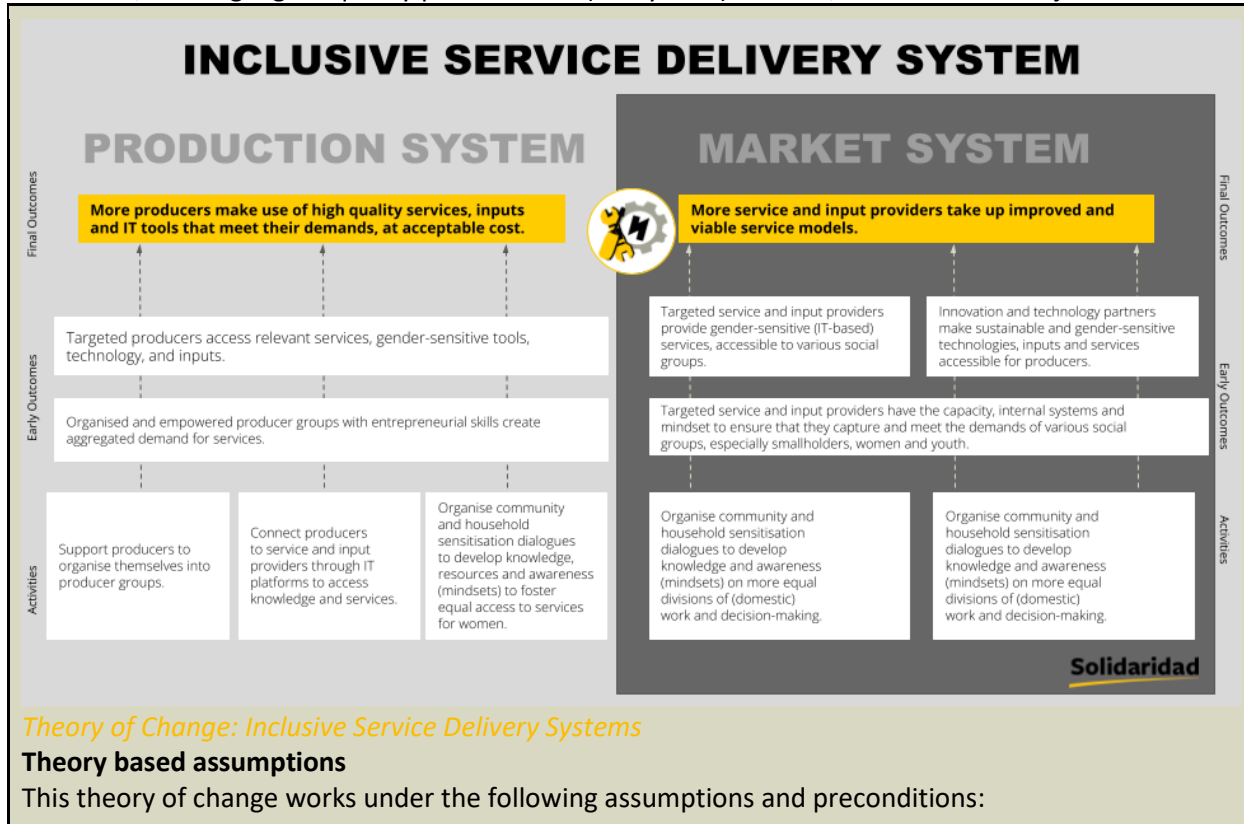 INCLUSIVE SERVICE DELIVERY SYSTEM
PRODUCTION SYSTEM
Final Outcomes
More producers make use of high quality services, inputs
and IT tools that meet their demands, at acceptable cost.
Early Outcomes
Targeted producers access relevant services, gender-sensitive tools,
technology, and inputs.
Organised and empowered producer groups with entrepreneurial skills create
aggregated demand for services.
Activities
Support producers to
organise themselves into
producer groups.
Connect producers
to service and input
providers through IT
platforms to access
knowledge and services.
Organise community
and household
sensitisation dialogues
to develop knowledge,
resources and awareness
(mindsets) to foster
equal access to services
for women.
MARKET SYSTEM
Final Outcomes
More service and input providers take up improved and
viable service models.
Early Outcomes
Targeted service and input providers
provide gender-sensitive (IT-based)
services, accessible to various social
groups.
Innovation and technology partners
make sustainable and gender-sensitive
technologies, inputs and services
accessible for producers.
Targeted service and input providers have the capacity, internal systems and
mindset to ensure that they capture and meet the demands of various social
groups, especially smallholders, women and youth.
Activities
Organise community and
household sensitisation
dialogues to develop
knowledge and awareness
(mindsets) on more equal
divisions of (domestic)
work and decision-making.
Organise community and
household sensitisation
dialogues to develop
knowledge and awareness
(mindsets) on more equal
divisions of (domestic)
work and decision-making.
Solidaridad
Theory of Change: Inclusive Service Delivery Systems
Theory based assumptions
This theory of change works under the following assumptions and preconditions: